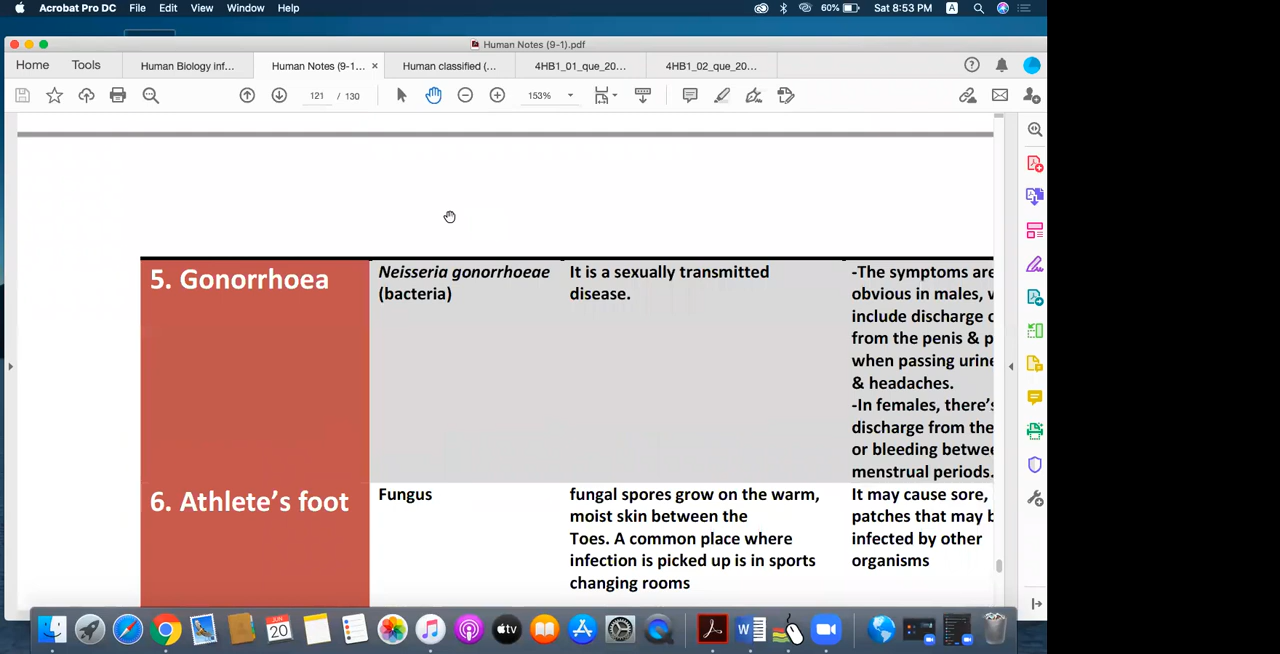 Acrobat Pro DC File Edit View Window Help 60% Sat 8:53 PM A
Human Notes (9-1).pdf
Home Tools Human Biology inf... Human Notes (9-1... × Human classified (... 4HB1_01_que_20... 4HB1_02_que_20...
121 / 130 153%
5. Gonorrhoea
Neisseria gonorrhoeae
(bacteria)
It is a sexually transmitted
disease.
-The symptoms are
obvious in males, 
include discharge
from the penis &
when passing urine
& headaches.
-In females, there's
discharge from the
or bleeding betwee
menstrual periods.
6. Athlete's foot
Fungus
fungal spores grow on the warm,
moist skin between the
Toes. A common place where
infection is picked up is in sports
changing rooms
It may cause sore,
patches that may b
infected by other
organisms
JUN
20
tv
W